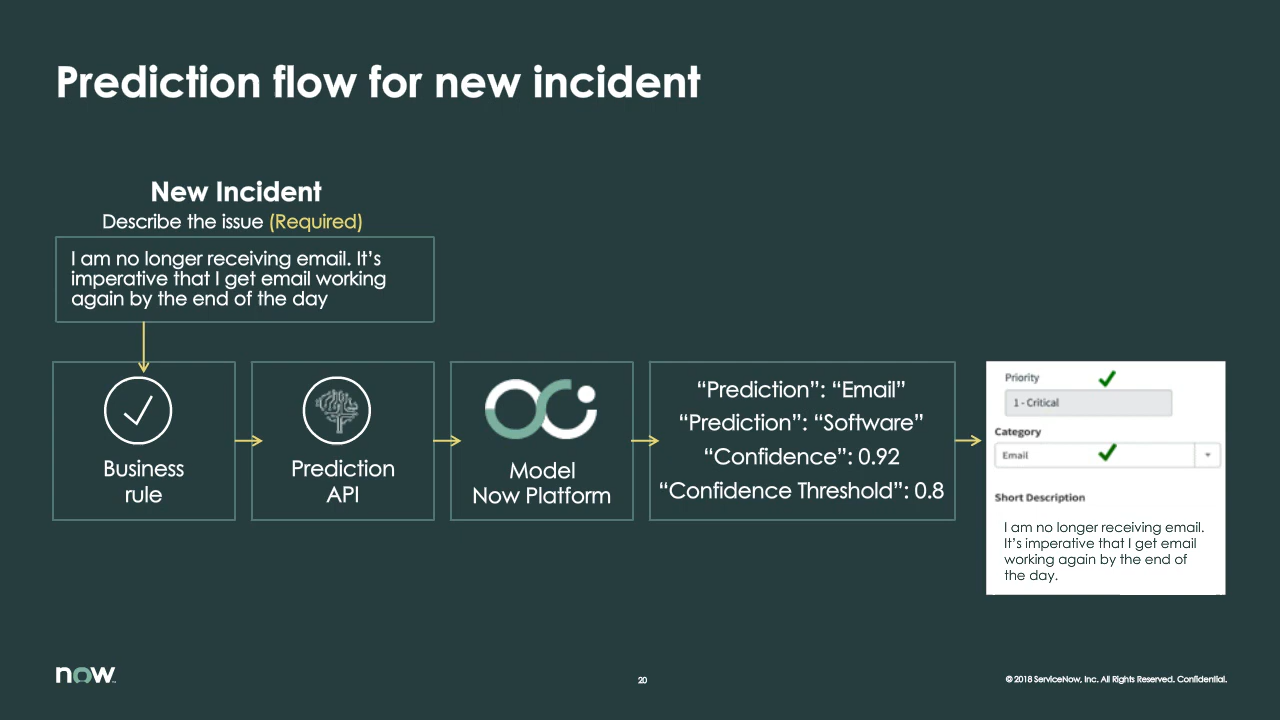 Prediction flow for new incident
New Incident
Describe the issue (Required)
I am no longer receiving email. It’s
imperative that I get email working
again by the end of the day
Business
rule
Prediction
API
Model
Now Platform
“Prediction”: “Email”
“Prediction”: “Software”
“Confidence”: 0.92
“Confidence Threshold”: 0.8
Priority
1 - Critical
Category
Email
Short Description
I am no longer receiving email.
It’s imperative that I get email
working again by the end of
the day.
now
20
© 2018 ServiceNow, Inc. All Rights Reserved. Confidential.